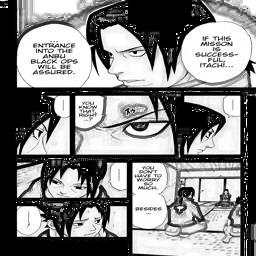 IF THIS
MISSON
IS
SUCCESS-
FUL,
ITACHI...
ENTRANCE
INTO THE
ANBU
BLACK OPS
WILL BE
ASSURED.
YOU
KNOW
THAT,
RIGHT
...?
YOU
DON'T
HAVE TO
WORRY
SO
MUCH.
BESIDES
...